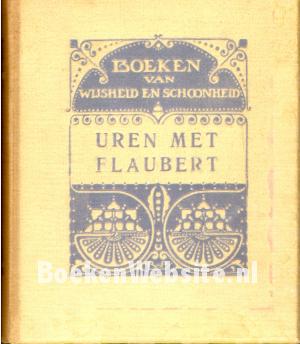 BOEKEN
VAN
WIJSHEID EN SCHOONHEID
UREN MET
FLAUBERT
BoekenWebsite.nl